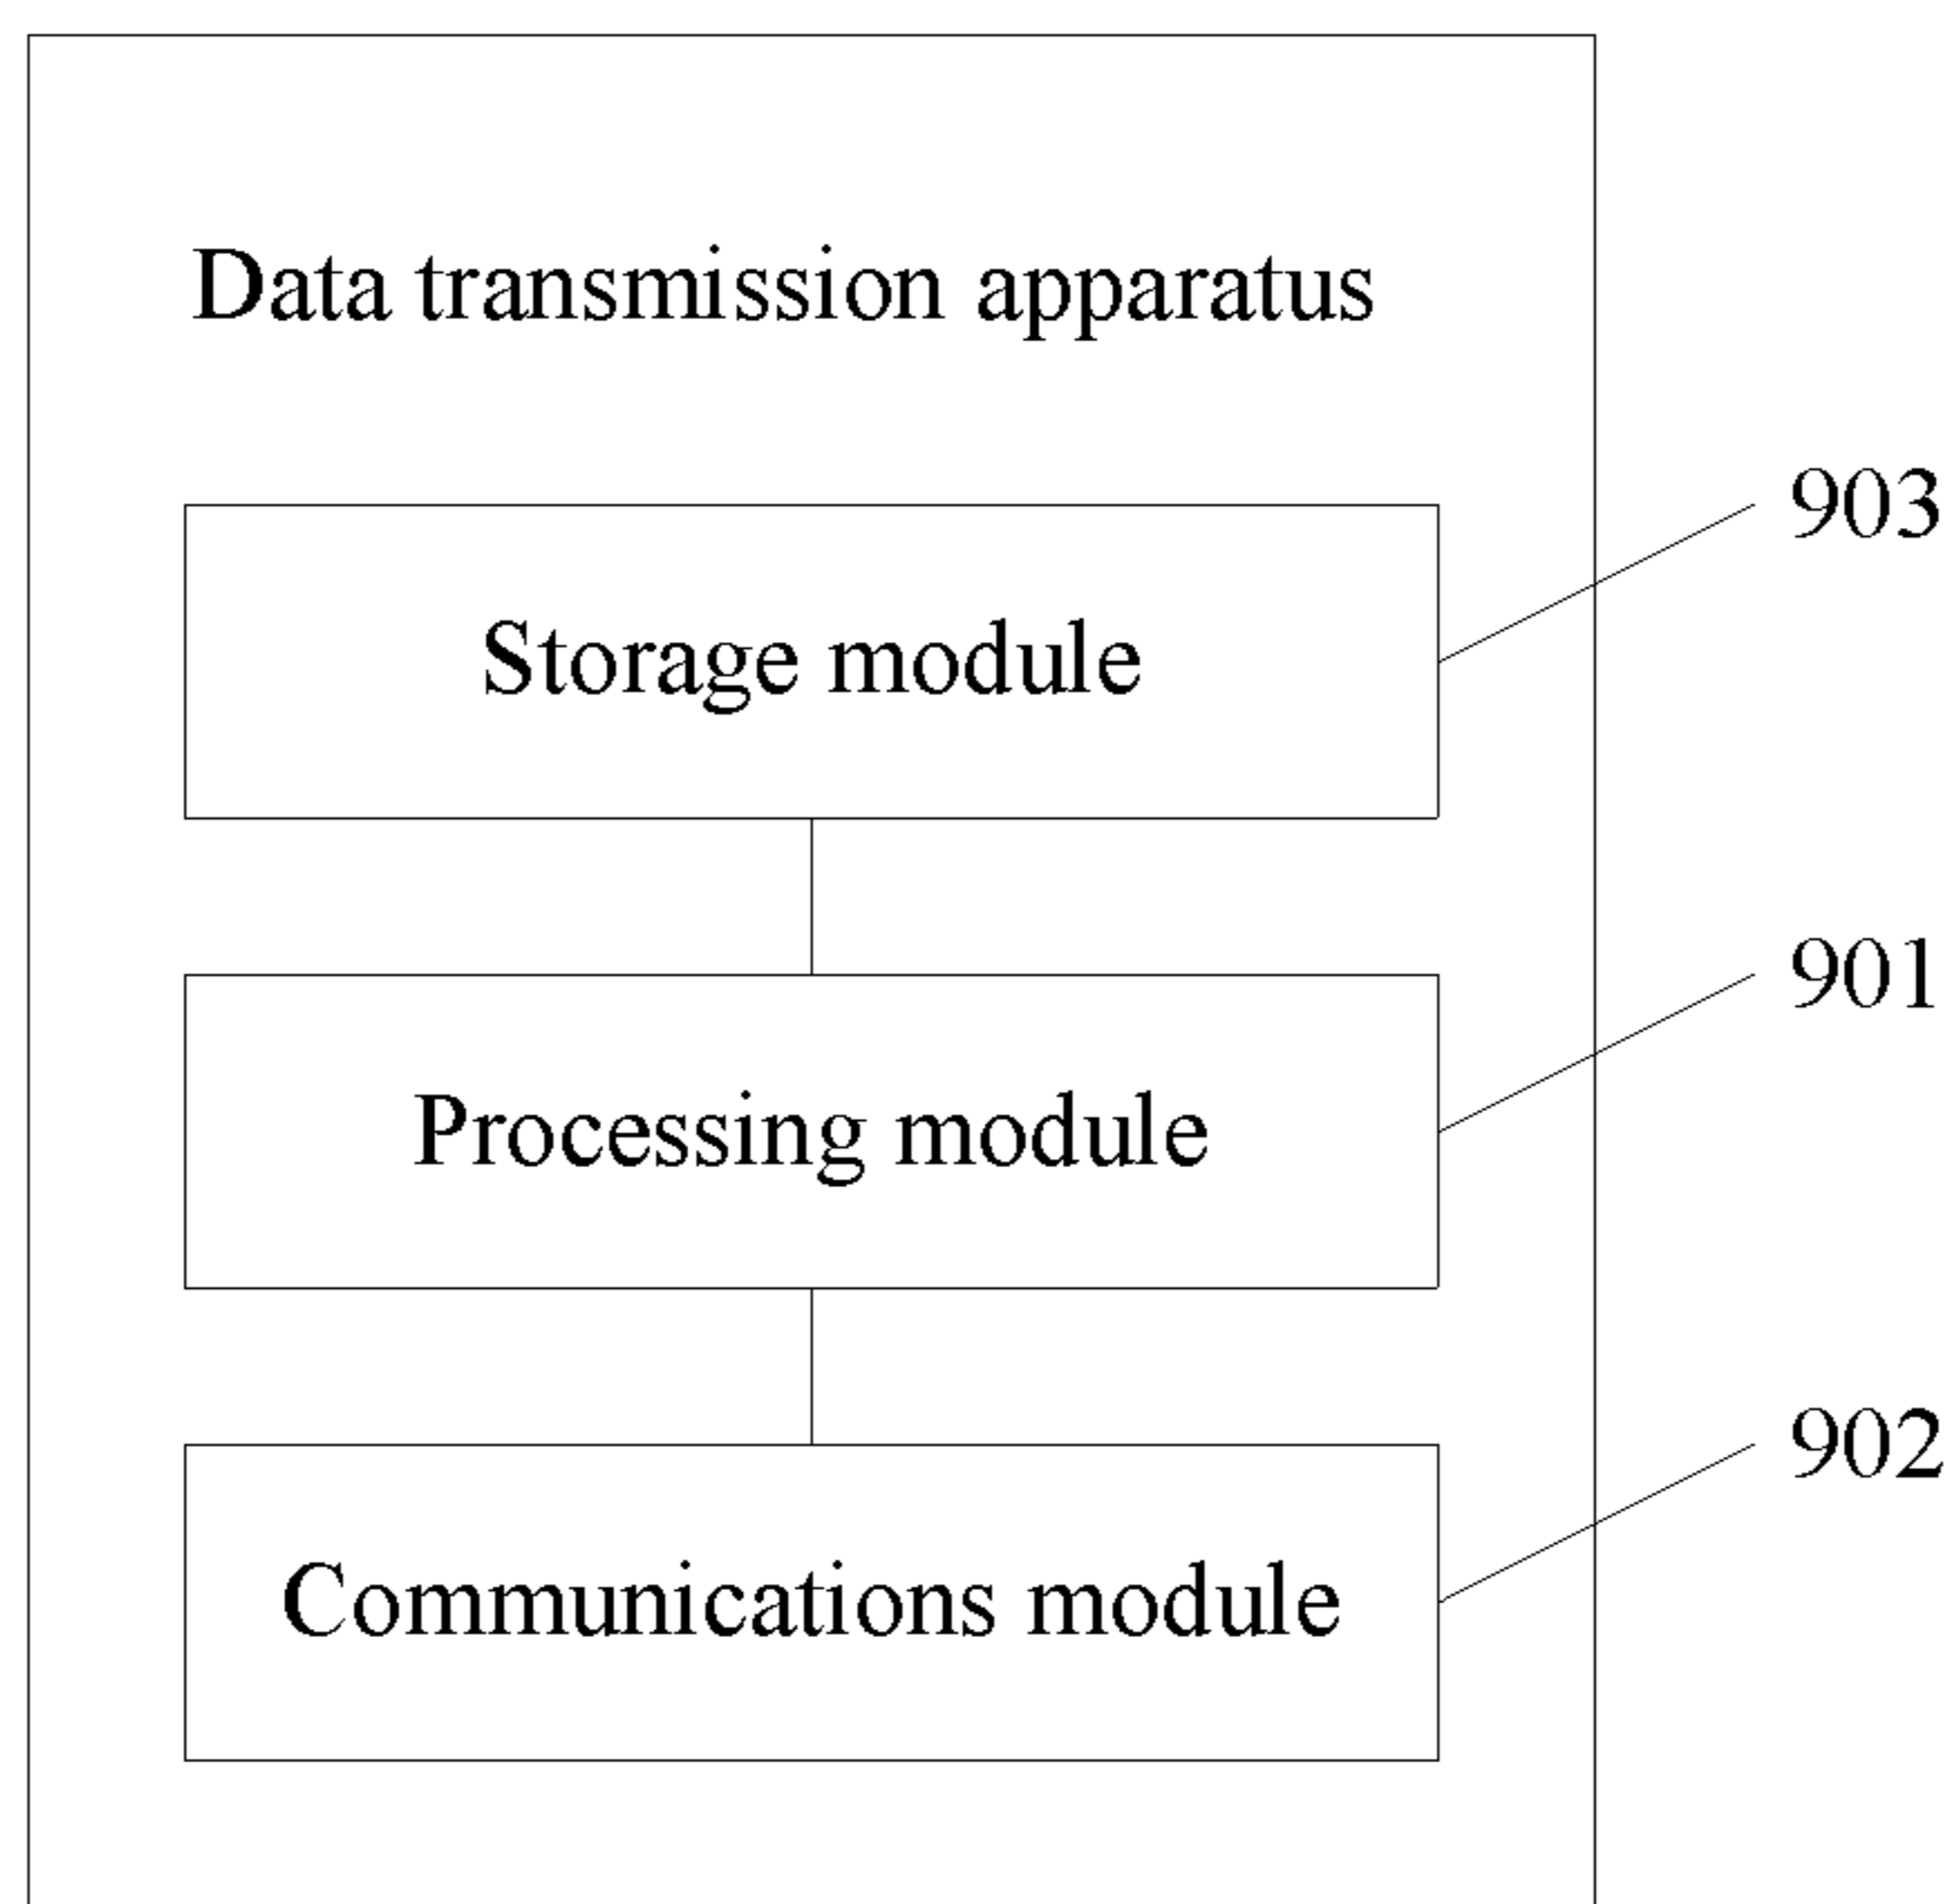 Data transmission apparatus
903
Storage module
901
Processing module
902
Communications module